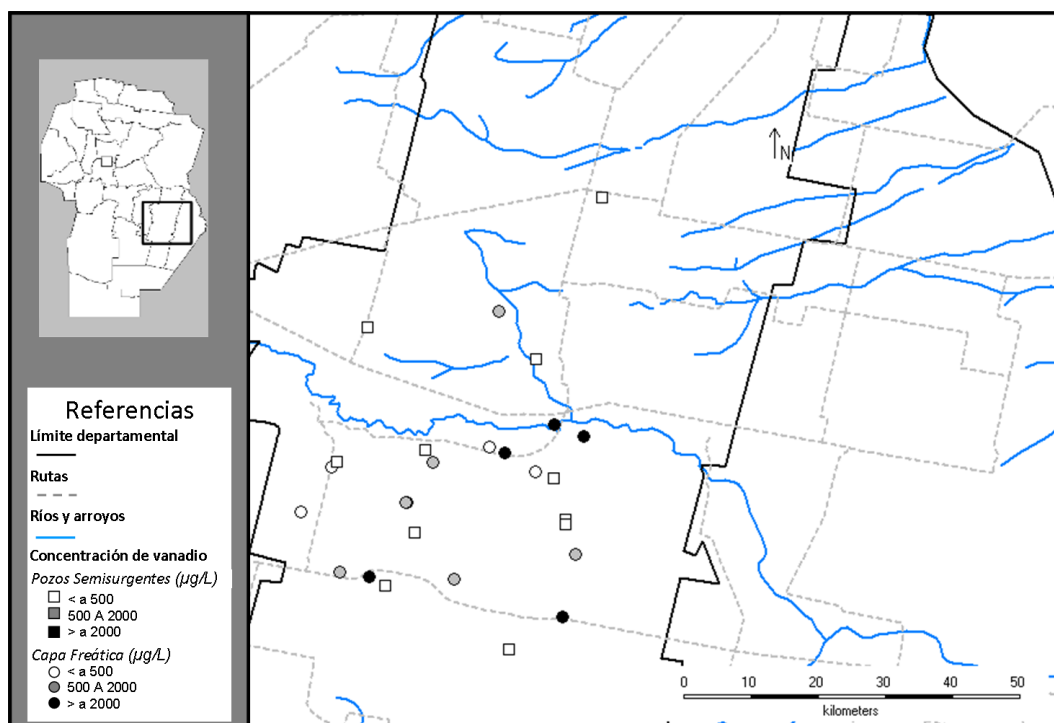 Referencias
Límite departamental
Rutas
Ríos y arroyos
Concentración de vanadio
Pozos Semisurgentes (µg/L)
< a 500
500 A 2000
> a 2000
Capa Freática (µg/L)
< a 500
500 A 2000
> a 2000
N
0 10 20 30 40 50
kilometers